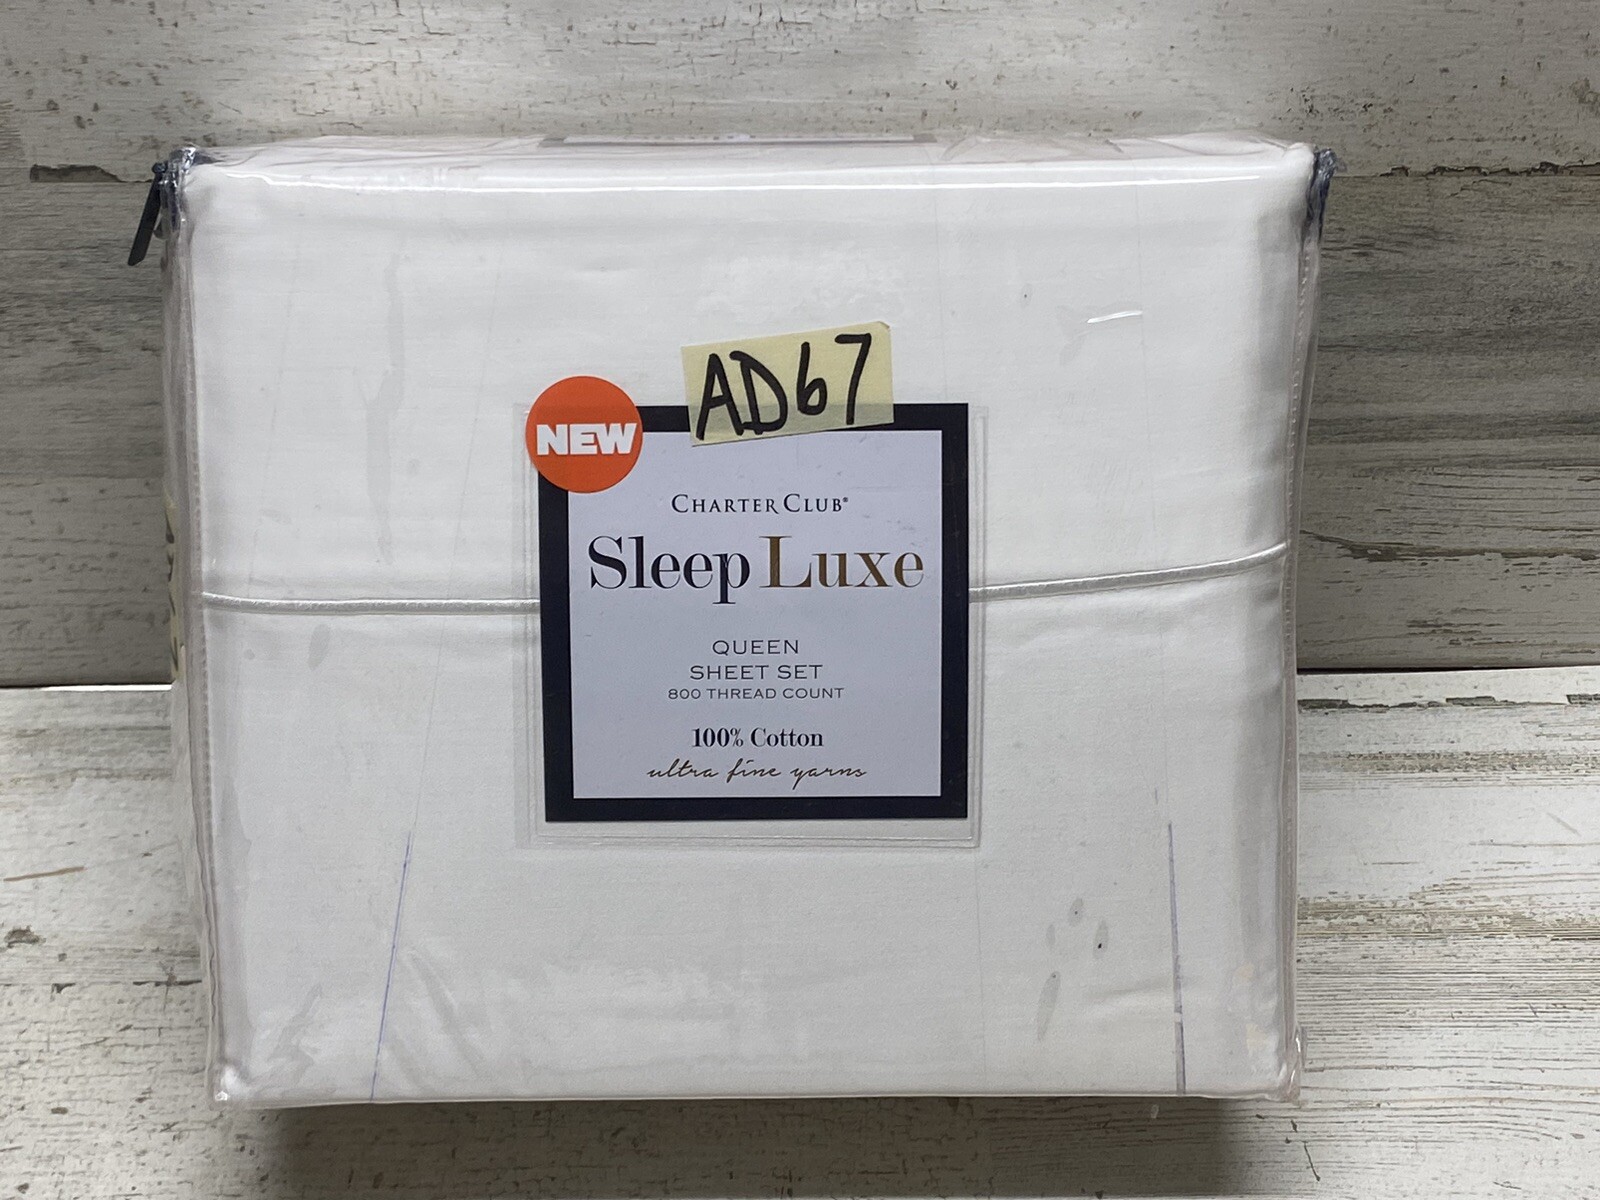 AD67
NEW
CHARTER CLUB®
Sleep Luxe
QUEEN
SHEET SET
800 THREAD COUNT
100% Cotton
ultra fine yarns